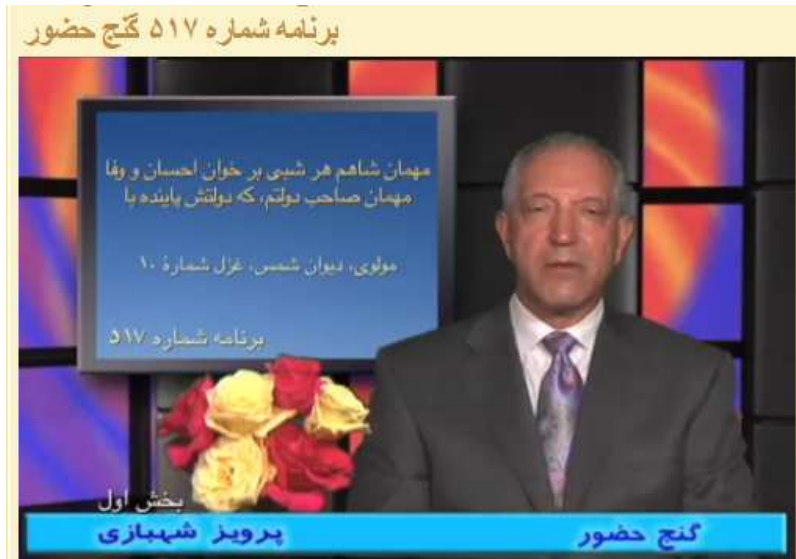 برنامه شماره ۵۱۷ گنج حضور
مهمان شاهم هر شبی بر خوان احسان و وفا
مهمان صاحب دولتم، که دولتش پاینده با
مولوی، دیوان شمس، غزل شمارهٔ ۱۰
برنامه شماره ۵۱۷
بخش اول
گنج حضور
پرویز شهبازی